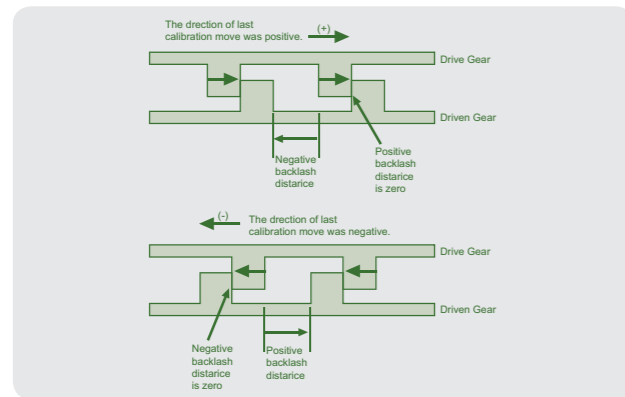 The direction of last
calibration move was positive.
(+)
Drive Gear
Driven Gear
Negative
backlash
distarice
Positive
backlash
distarice
is zero
(-)
The direction of last
calibration move was negative.
Drive Gear
Driven Gear
Negative
backlash
distarice
is zero
Positive
backlash
distarice